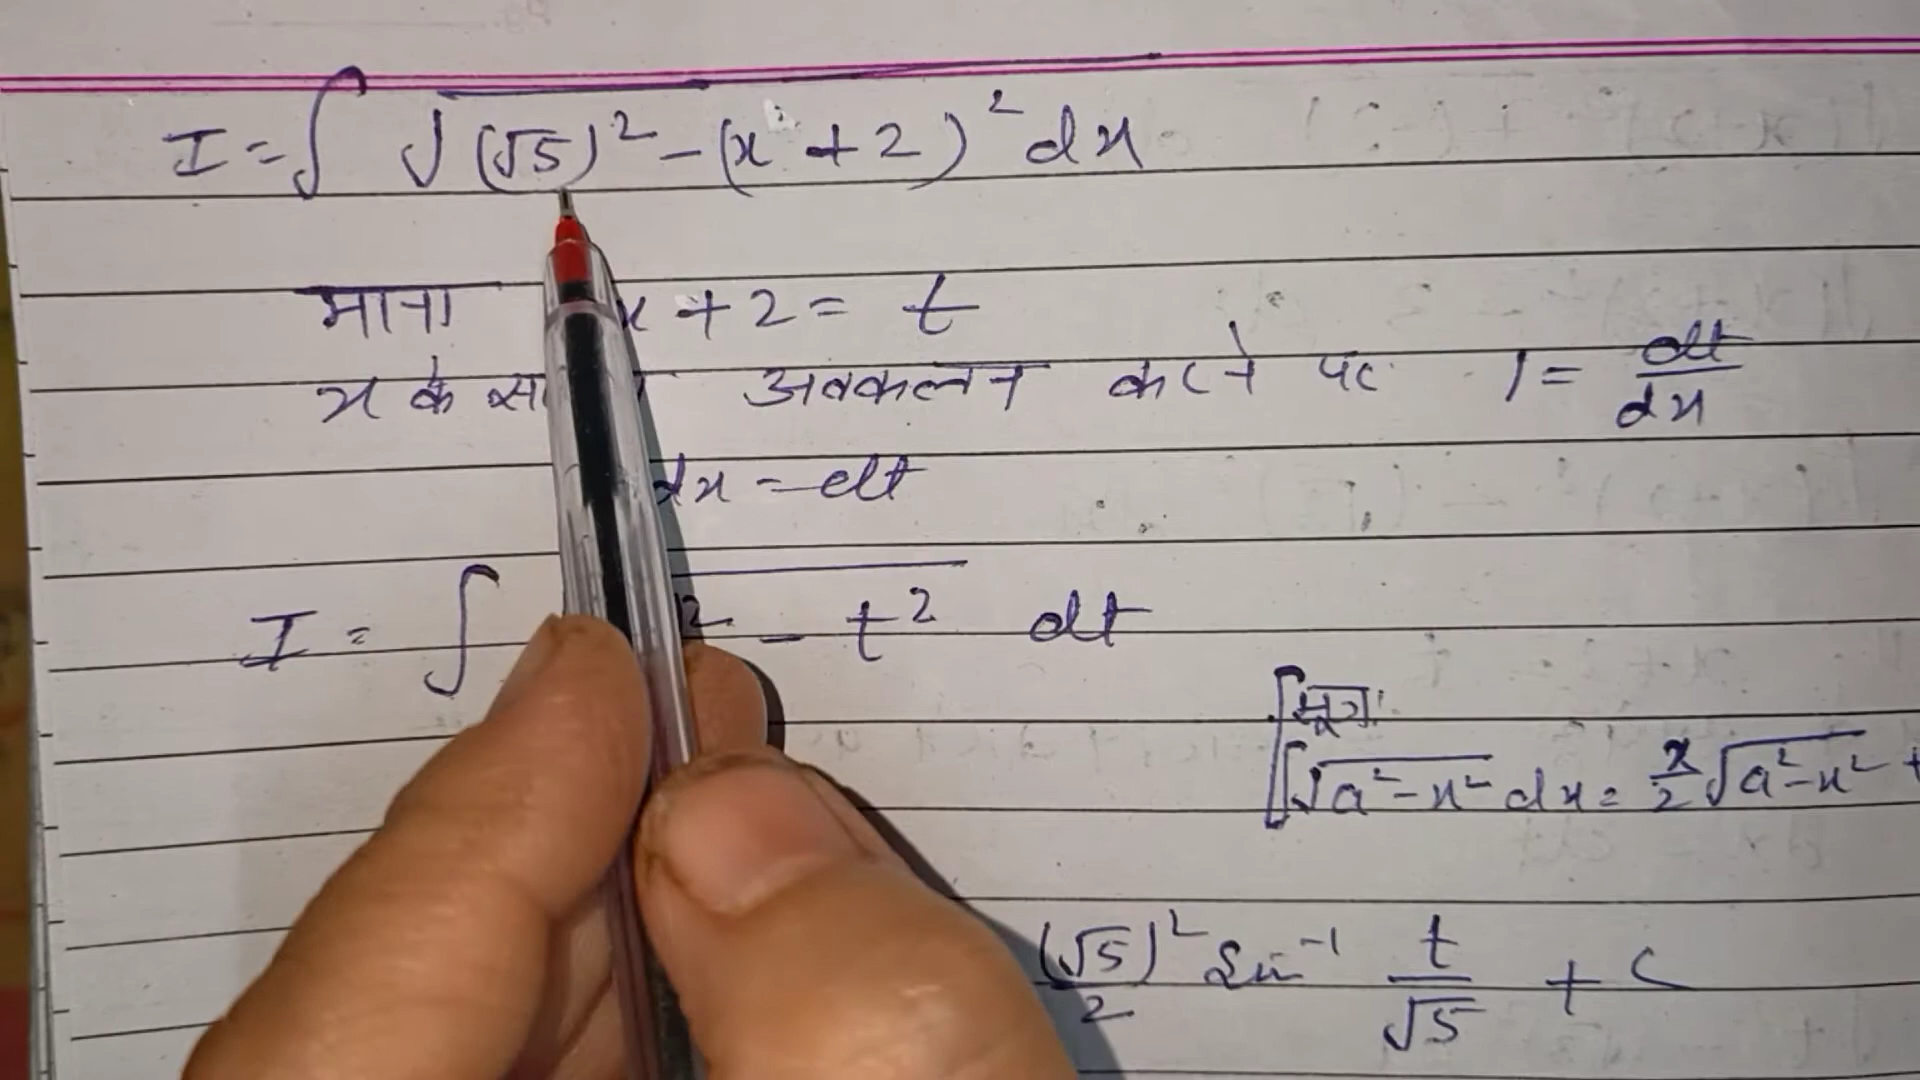 I = ∫ √(√5)² - (x + 2)² dx
माना x + 2 = t
x के अवकलन करने पर 1 = dt/dx
dx = dt
I = ∫ ² - t² dt
सूत्र
∫√a²-x² dx = x/2 √a²-x² +
(√5)²/2 Sin⁻¹ t/√5 + C